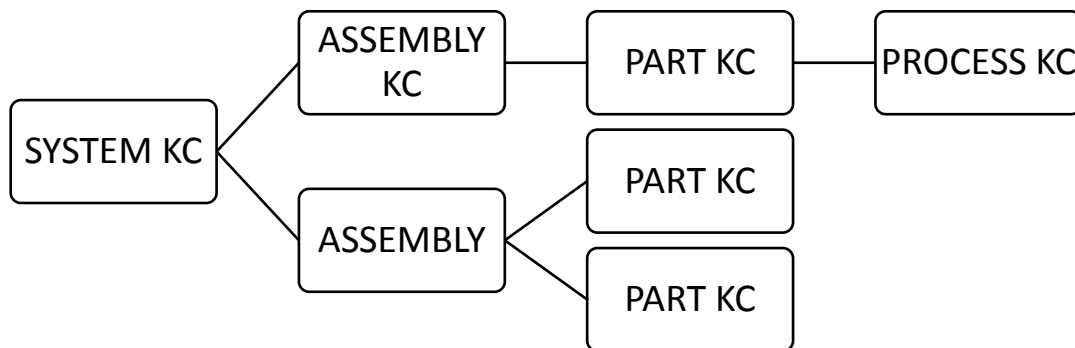 ASSEMBLY
KC
PART KC
PROCESS KC
SYSTEM KC
PART KC
ASSEMBLY
PART KC